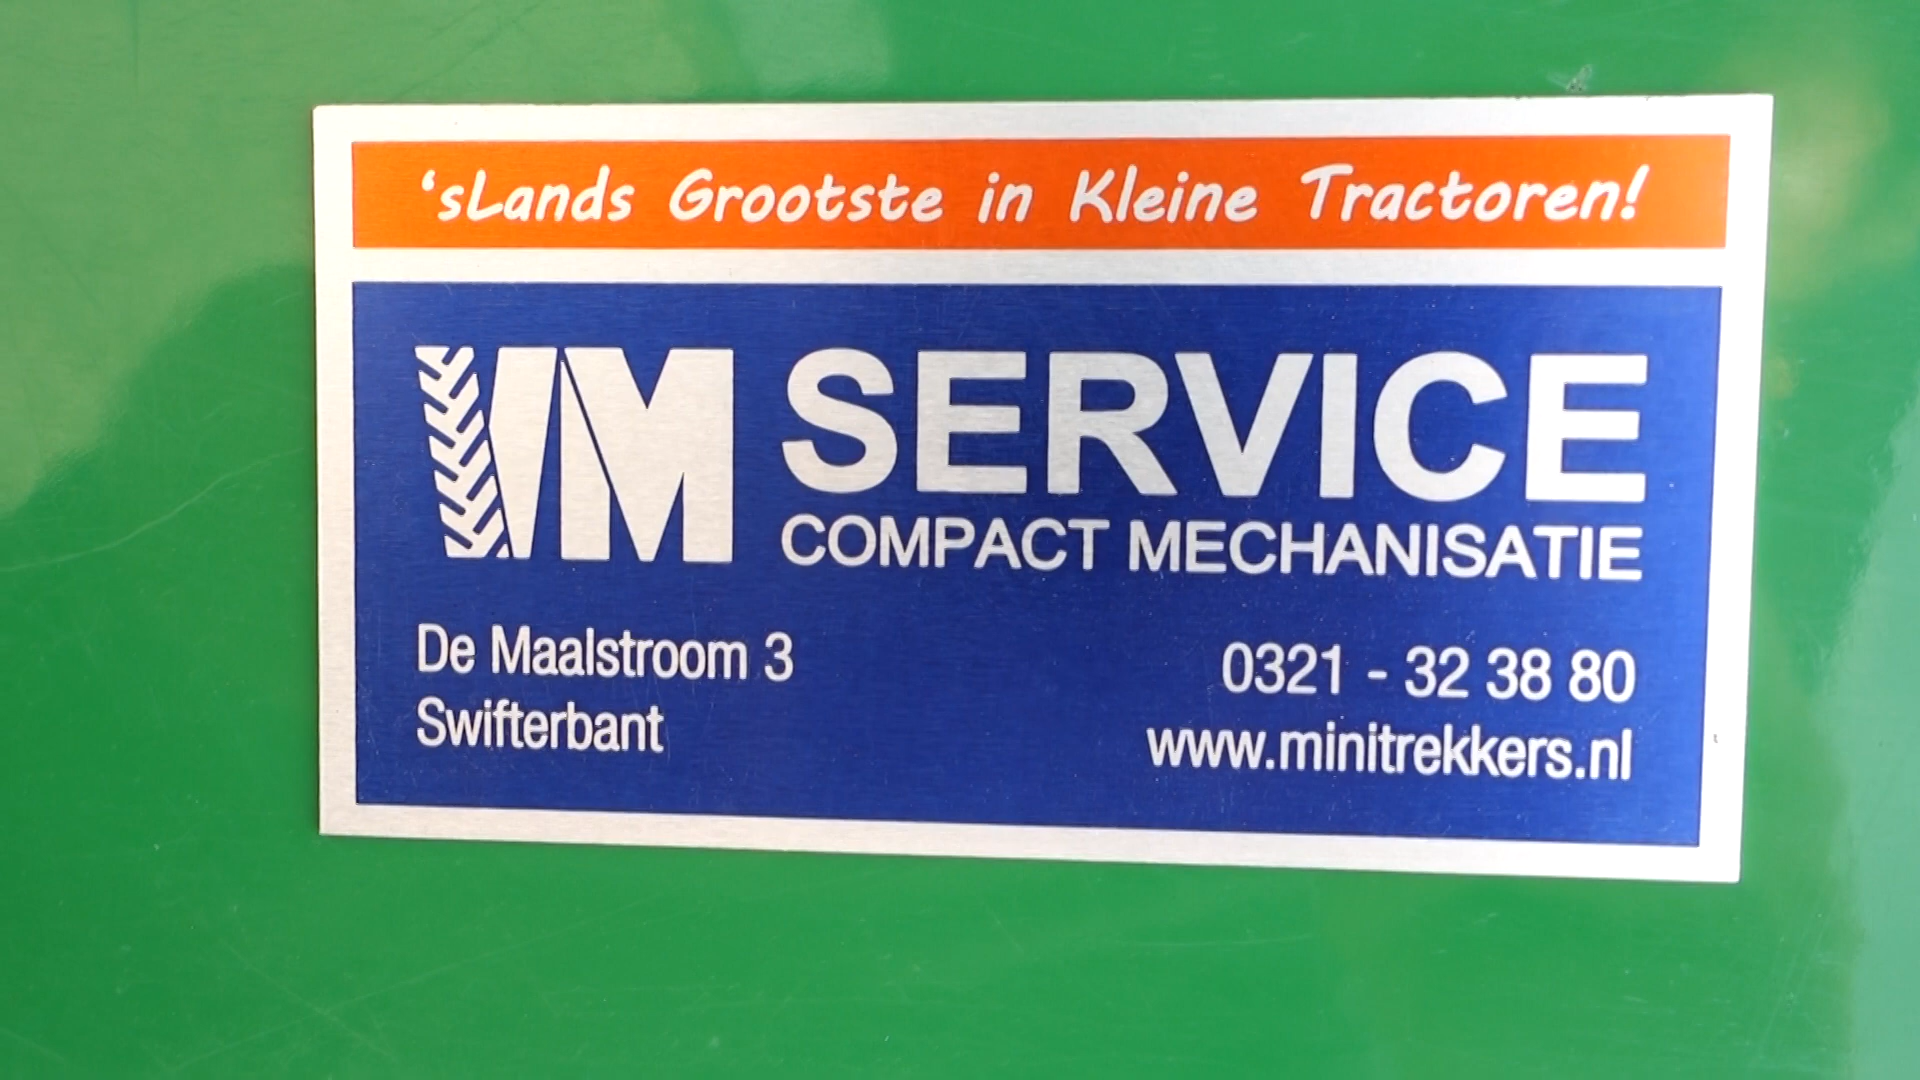 ‘sLands Grootste in Kleine Tractoren!
VM SERVICE
COMPACT MECHANISATIE
De Maalstroom 3
Swifterbant
0321 - 32 38 80
www.minitrekkers.nl